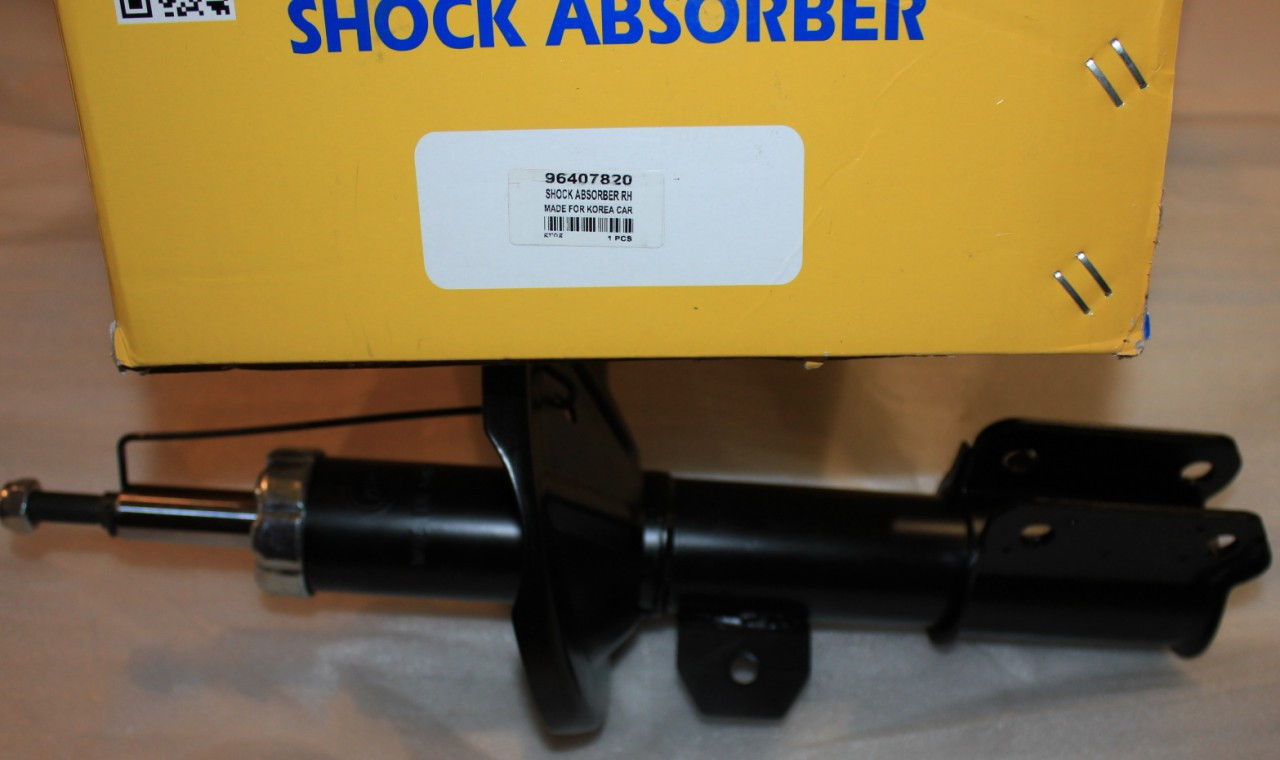 SHOCK ABSORBER
96407820
SHOCK ABSORBER RH
MADE FOR KOREA CAR
1 PCS